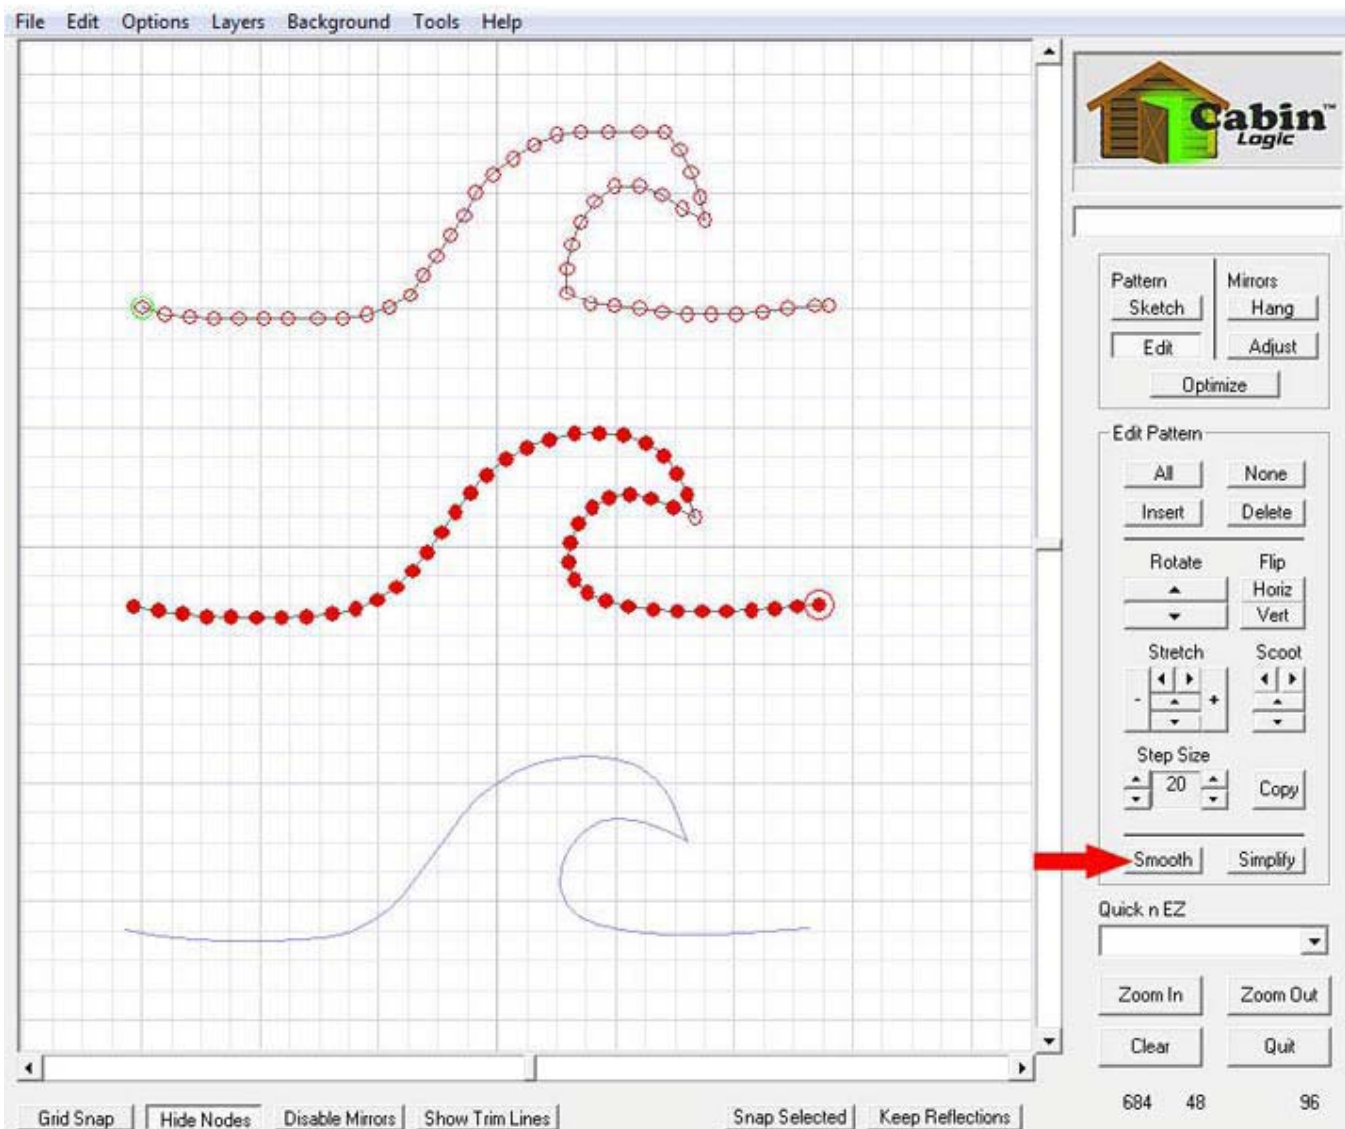 File Edit Options Layers Background Tools Help
Cabin™
Logic
Pattern Mirrors
Sketch Hang
Edit Adjust
Optimize
Edit Pattern
All None
Insert Delete
Rotate Flip
Horiz
Vert
Stretch Scoot
- +
Step Size
20 Copy
Smooth Simplify
Quick n EZ
Zoom In Zoom Out
Clear Quit
684 48 96
Grid Snap Hide Nodes Disable Mirrors Show Trim Lines Snap Selected Keep Reflections